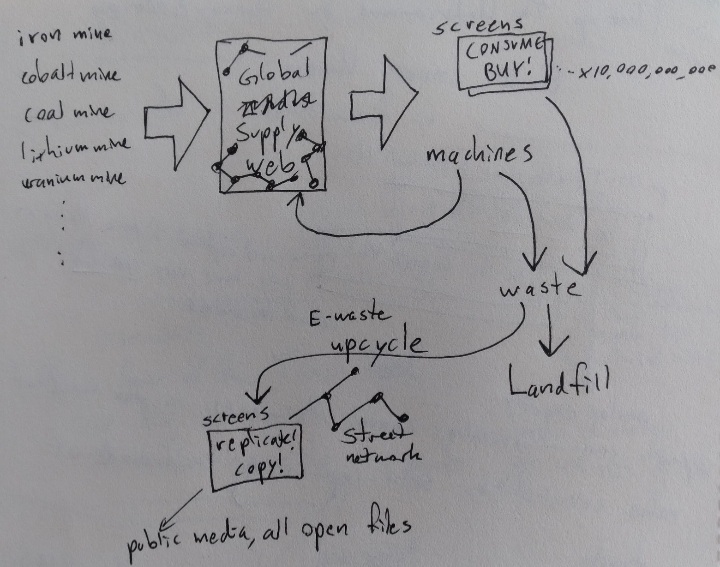 iron mine
cobalt mine
coal mine
lithium mine
uranium mine
Global
Supply
Web
screens
CONSUME
BUY!
x10,000,000,000
machines
waste
Landfill
E-waste
upcycle
screens
replicate!
copy!
street
network
public media, all open files